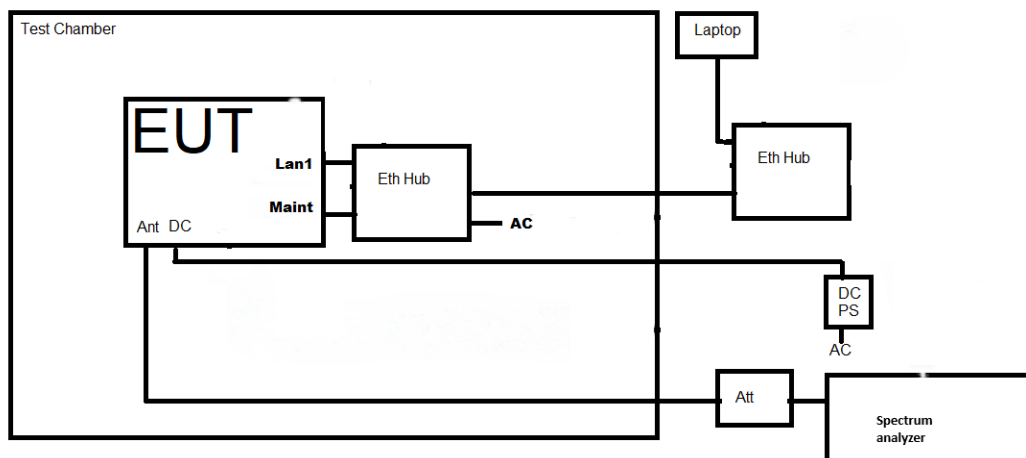 Test Chamber
Laptop
EUT
Lan1
Eth Hub
Eth Hub
Maint
Ant DC
AC
DC
PS
AC
Att
Spectrum
analyzer